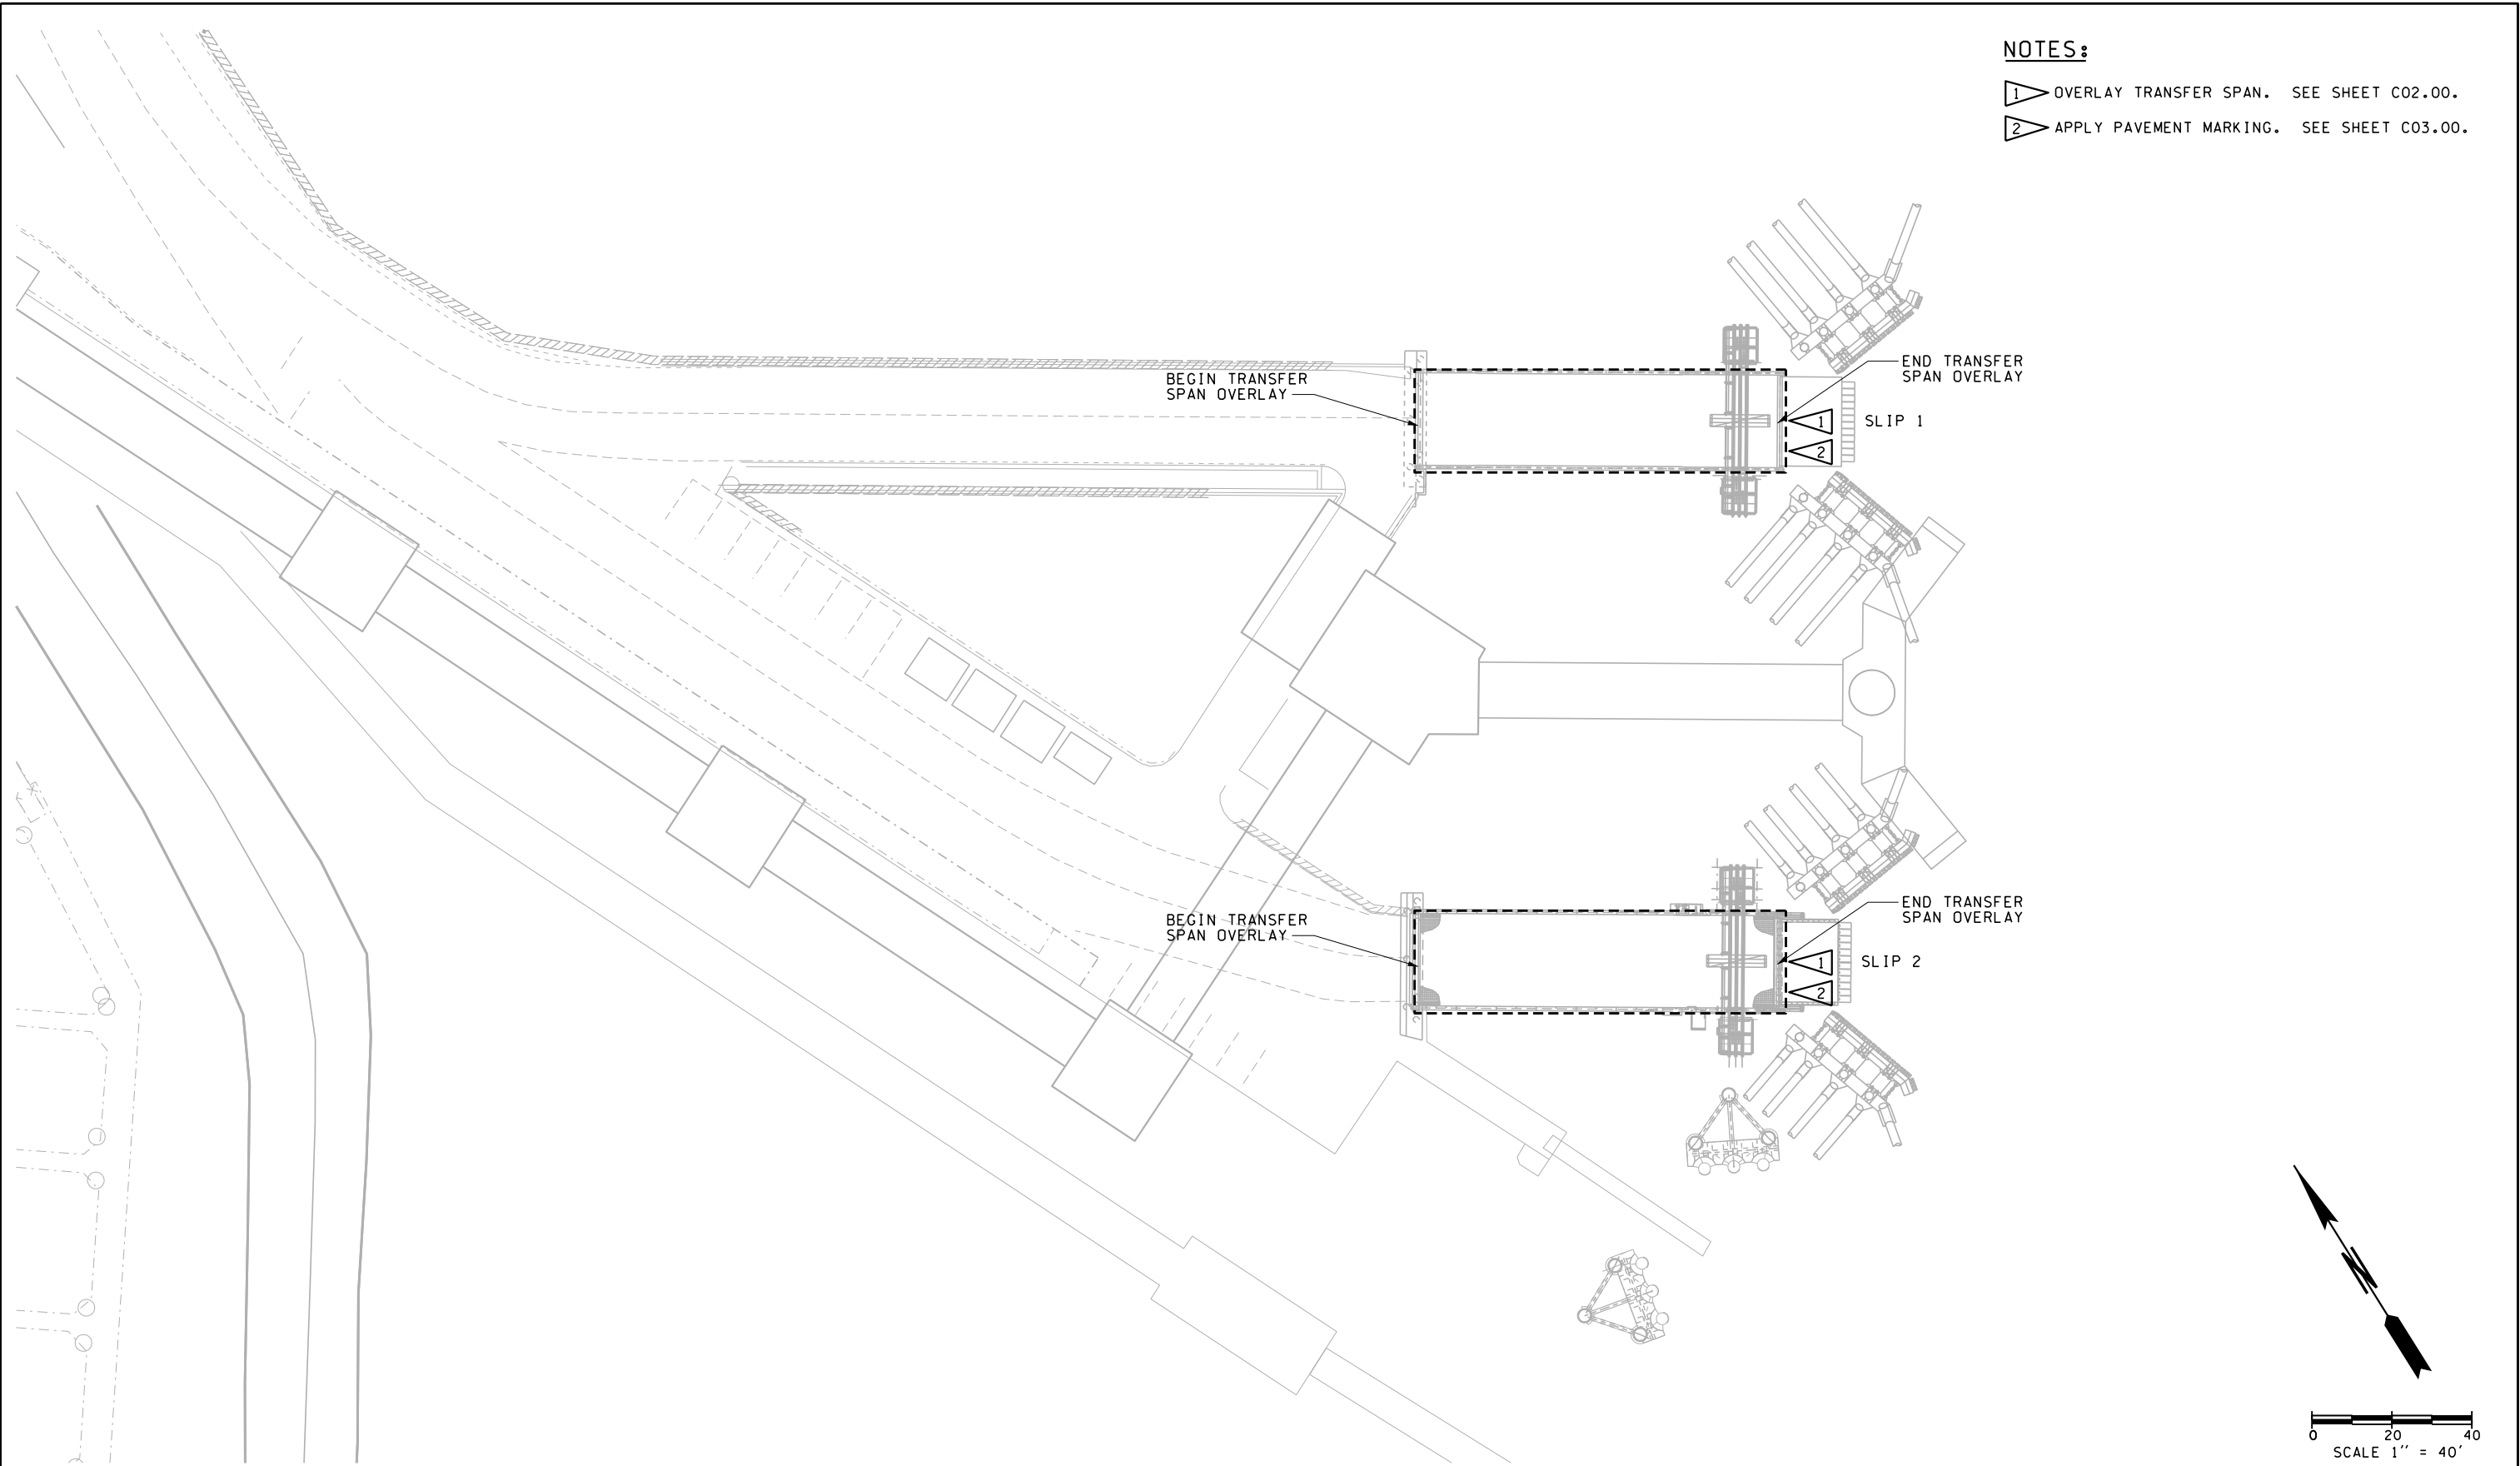 NOTES:
1 OVERLAY TRANSFER SPAN. SEE SHEET C02.00.
2 APPLY PAVEMENT MARKING. SEE SHEET C03.00.
BEGIN TRANSFER
SPAN OVERLAY
END TRANSFER
SPAN OVERLAY
1
SLIP 1
2
BEGIN TRANSFER
SPAN OVERLAY
END TRANSFER
SPAN OVERLAY
1
SLIP 2
2
N
0 20 40
SCALE 1'' = 40'